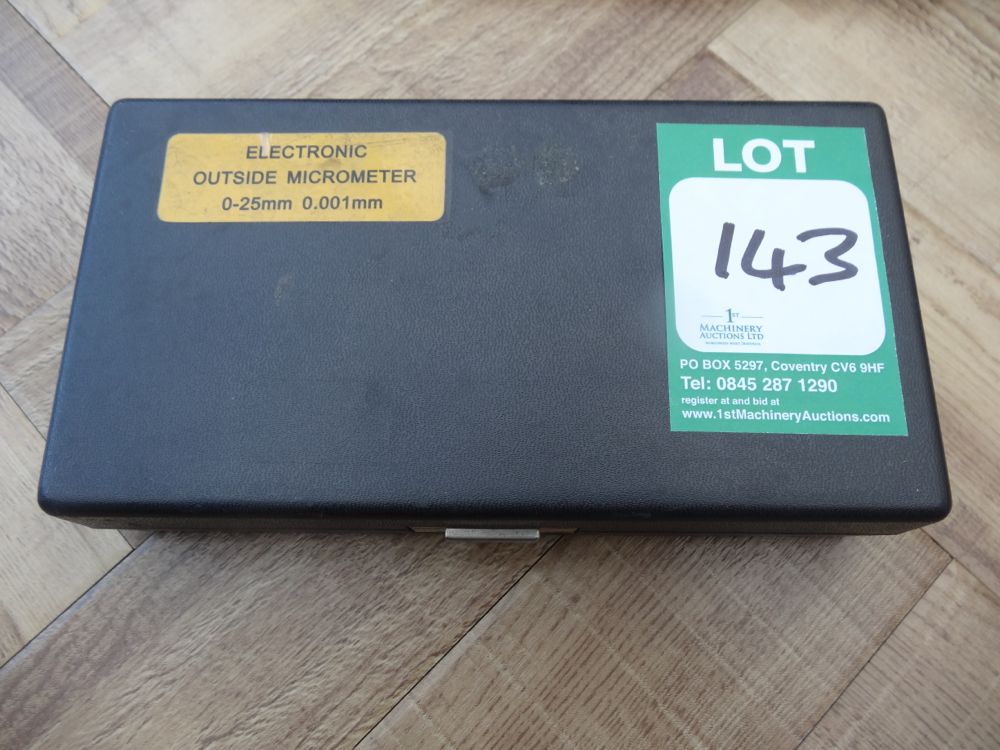 ELECTRONIC
OUTSIDE MICROMETER
0-25mm 0.001mm
LOT
143
1ST
MACHINERY
AUCTIONS LTD
PO BOX 5297, Coventry CV6 9HF
Tel: 0845 287 1290
register at and bid at
www.1stMachineryAuctions.com